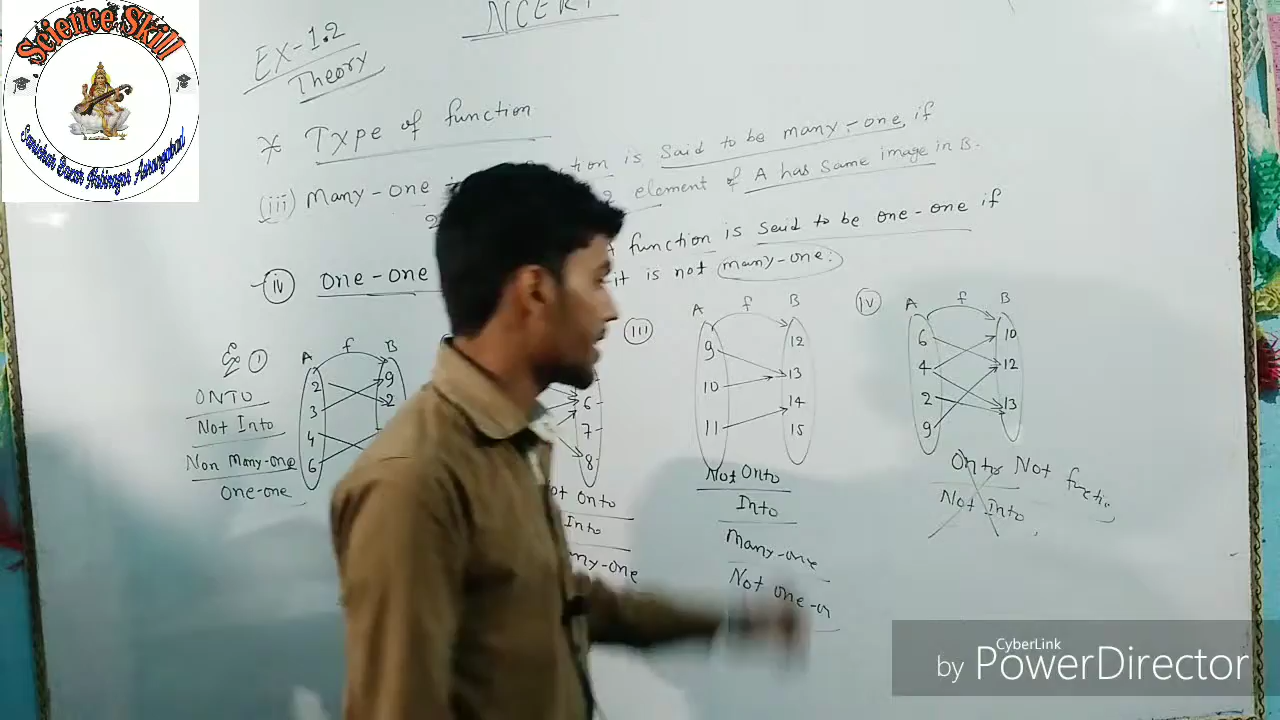 Science Skill
NCERT
EX-1.2
Theory
* Type of function
(iii) Many-one
is said to be many-one, if
2 element of A has same image in B.
(iv) one-one
function is said to be one-one if
it is not many-one.
Ex (1)
A f B
2 9
3 2
4
6
ONTO
Not Into
Non Many-one
one-one
6
7
8
Not Onto
Into
Many-one
(iii)
A f B
9 12
10 13
11 14
15
Not Onto
Into
Many-one
Not one-on
(iv)
A f B
6 10
4 12
2 13
9
Onto Not functi
Not Into
CyberLink
by PowerDirector